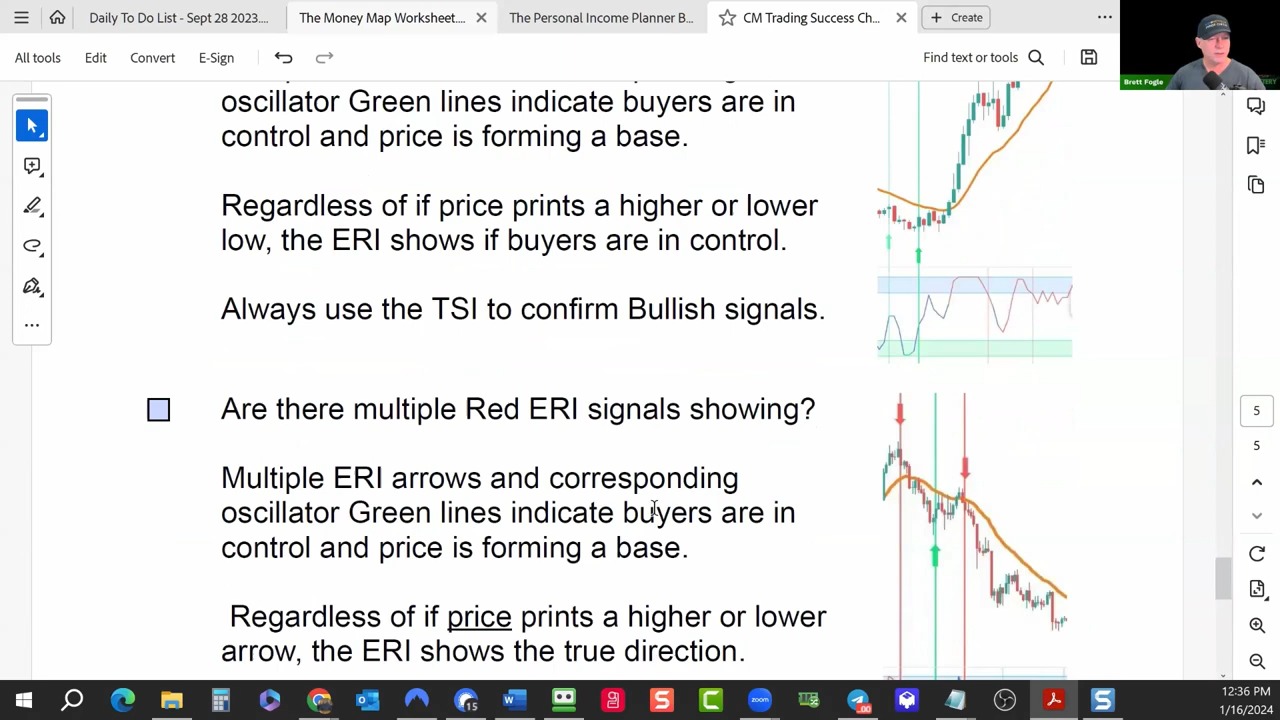 Daily To Do List - Sept 28 2023....
The Money Map Worksheet....
The Personal Income Planner B...
CM Trading Success Ch...
Create
All tools
Edit
Convert
E-Sign
Find text or tools
Brett Fogle
oscillator Green lines indicate buyers are in
control and price is forming a base.
Regardless of if price prints a higher or lower
low, the ERI shows if buyers are in control.
Always use the TSI to confirm Bullish signals.
Are there multiple Red ERI signals showing?
Multiple ERI arrows and corresponding
oscillator Green lines indicate buyers are in
control and price is forming a base.
Regardless of if price prints a higher or lower
arrow, the ERI shows the true direction.
5
5
15
zoom
.00
12:36 PM
1/16/2024